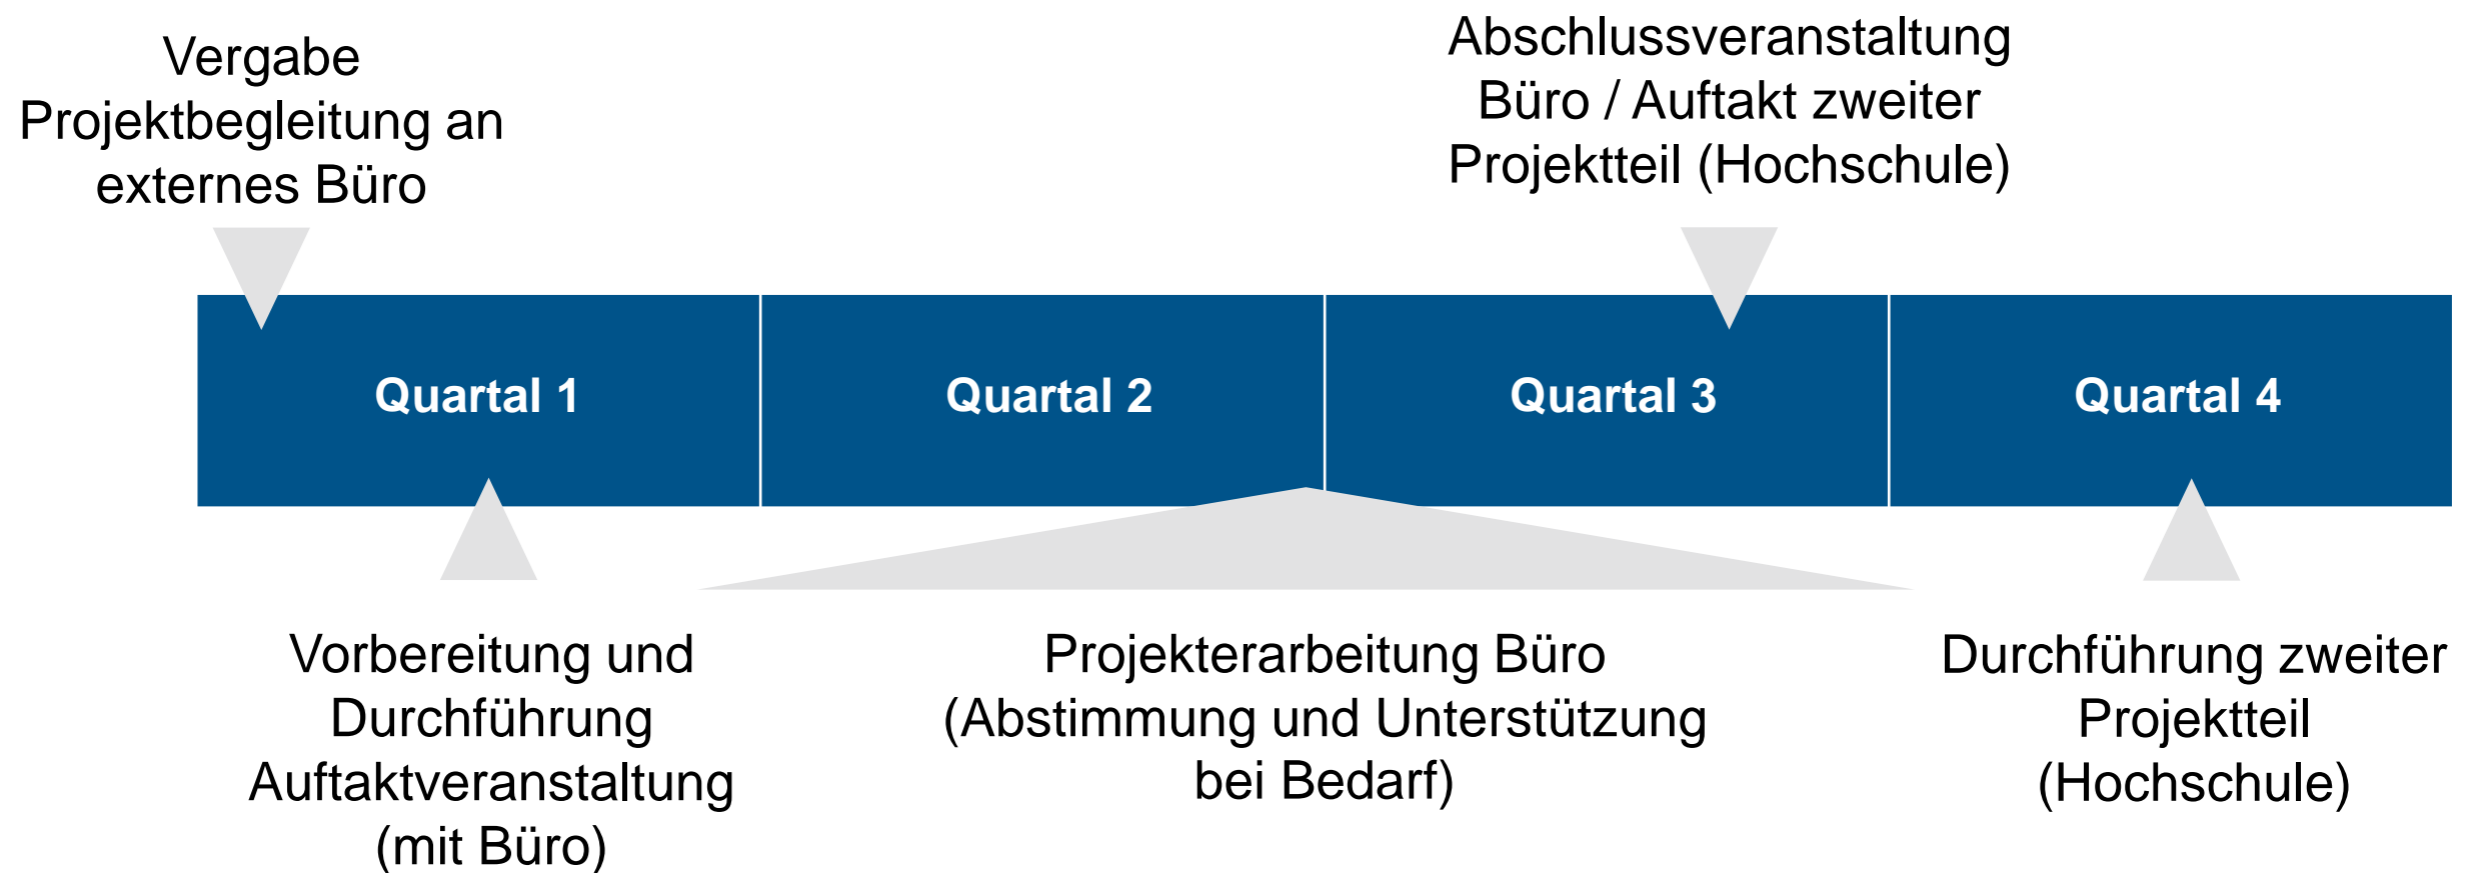 Vergabe
Projektbegleitung an
externes Büro
Abschlussveranstaltung
Büro / Auftakt zweiter
Projektteil (Hochschule)
Quartal 1
Quartal 2
Quartal 3
Quartal 4
Vorbereitung und
Durchführung
Auftaktveranstaltung
(mit Büro)
Projekterarbeitung Büro
(Abstimmung und Unterstützung
bei Bedarf)
Durchführung zweiter
Projektteil
(Hochschule)